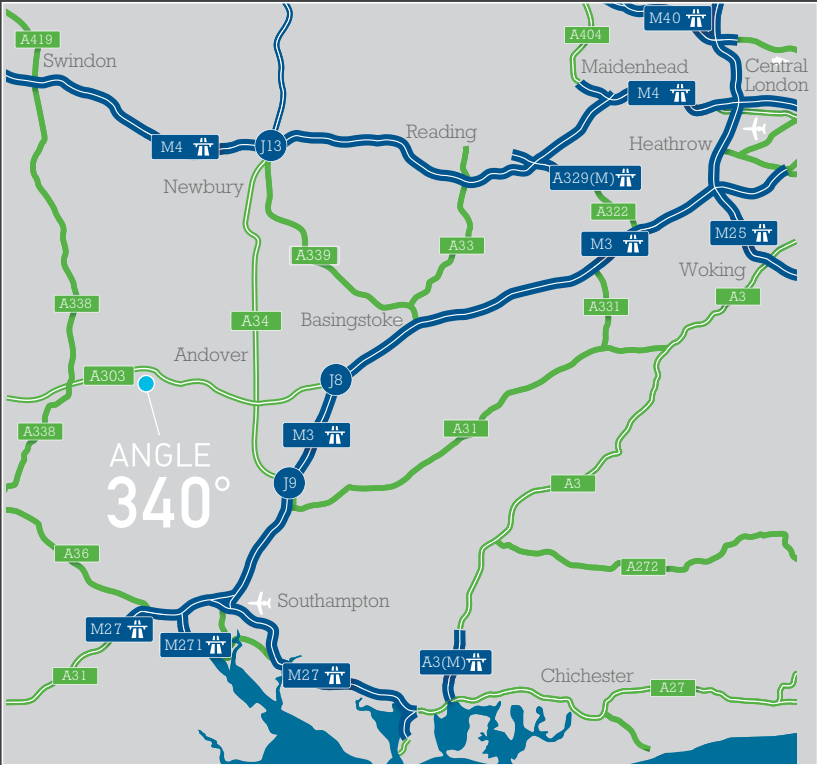 M40
A419
A404
Swindon
Maidenhead
Central
London
M4
M4
J13
Reading
Heathrow
Newbury
A329(M)
A322
M25
A339
A33
M3
Woking
A3
A338
A34
Basingstoke
A331
Andover
A303
J8
A338
M3
A31
ANGLE
340°
J9
A3
A36
A272
Southampton
M27
M271
A3(M)
A31
M27
Chichester
A27